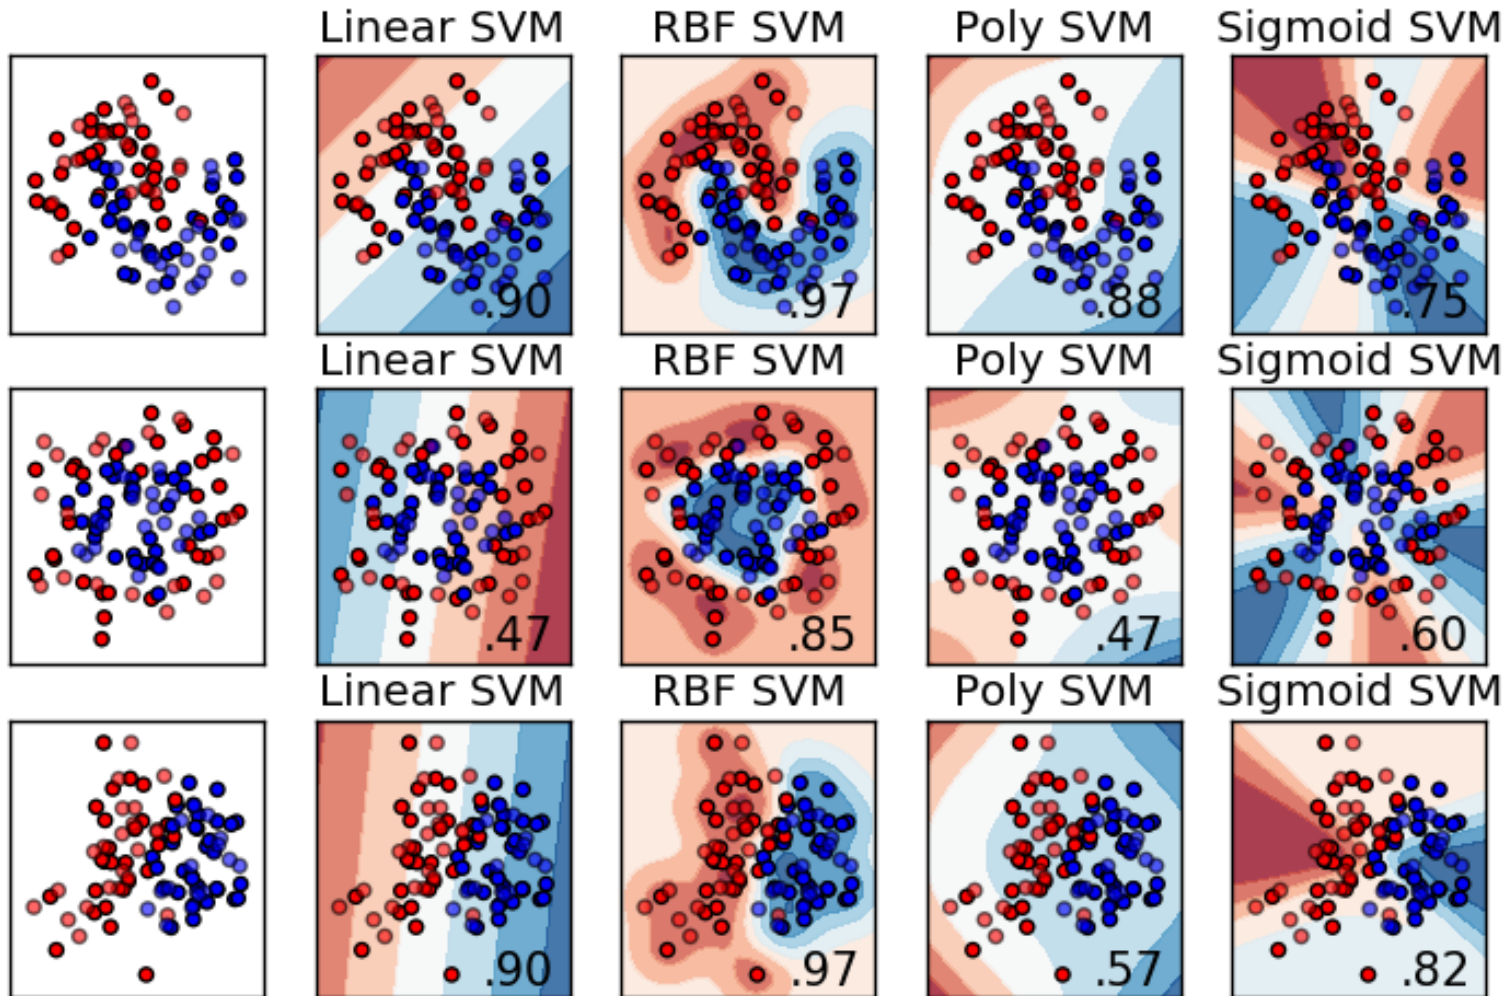 Linear SVM RBF SVM Poly SVM Sigmoid SVM
.90 .97 .88 .75
Linear SVM RBF SVM Poly SVM Sigmoid SVM
.47 .85 .47 .60
Linear SVM RBF SVM Poly SVM Sigmoid SVM
.90 .97 .57 .82